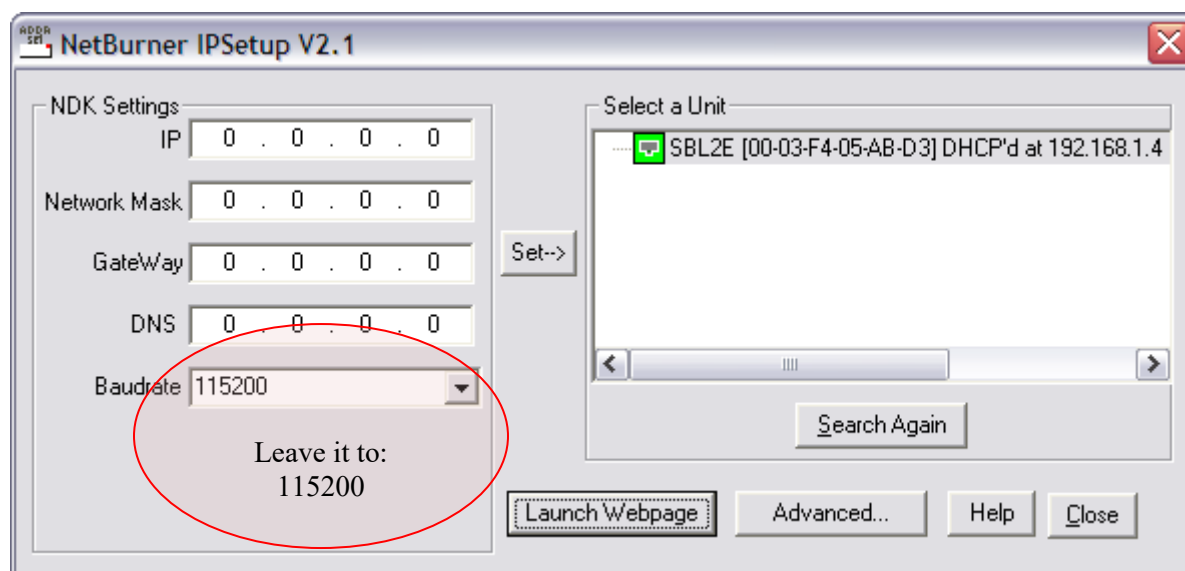 ADDR
SET
NetBurner IPSetup V2.1
NDK Settings
IP 0 . 0 . 0 . 0
Network Mask 0 . 0 . 0 . 0
GateWay 0 . 0 . 0 . 0
DNS 0 . 0 . 0 . 0
Baudrate 115200
Leave it to:
115200
Set-->
Select a Unit
SBL2E [00-03-F4-05-AB-D3] DHCP'd at 192.168.1.4
Search Again
Launch Webpage
Advanced...
Help
Close